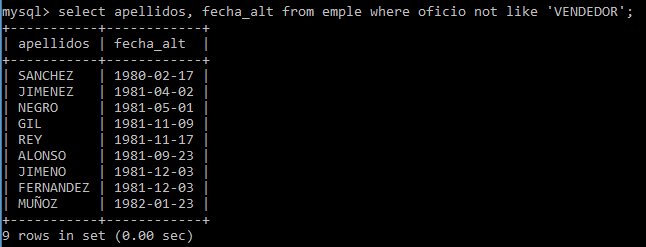 mysql> select apellidos, fecha_alt from emple where oficio not like 'VENDEDOR';
+-----------+------------+
| apellidos | fecha_alt  |
+-----------+------------+
| SANCHEZ   | 1980-02-17 |
| JIMENEZ   | 1981-04-02 |
| NEGRO     | 1981-05-01 |
| GIL       | 1981-11-09 |
| REY       | 1981-11-17 |
| ALONSO    | 1981-09-23 |
| JIMENO    | 1981-12-03 |
| FERNANDEZ | 1981-12-03 |
| MUÑOZ     | 1982-01-23 |
+-----------+------------+
9 rows in set (0.00 sec)